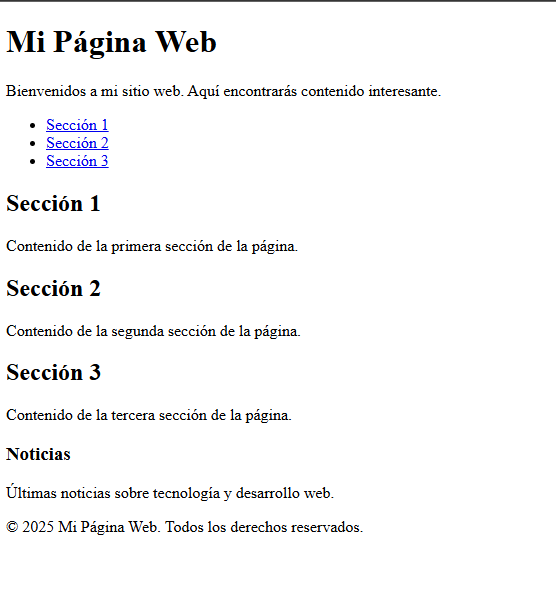 Mi Página Web
Bienvenidos a mi sitio web. Aquí encontrarás contenido interesante.
Sección 1
Sección 2
Sección 3
Sección 1
Contenido de la primera sección de la página.
Sección 2
Contenido de la segunda sección de la página.
Sección 3
Contenido de la tercera sección de la página.
Noticias
Últimas noticias sobre tecnología y desarrollo web.
© 2025 Mi Página Web. Todos los derechos reservados.